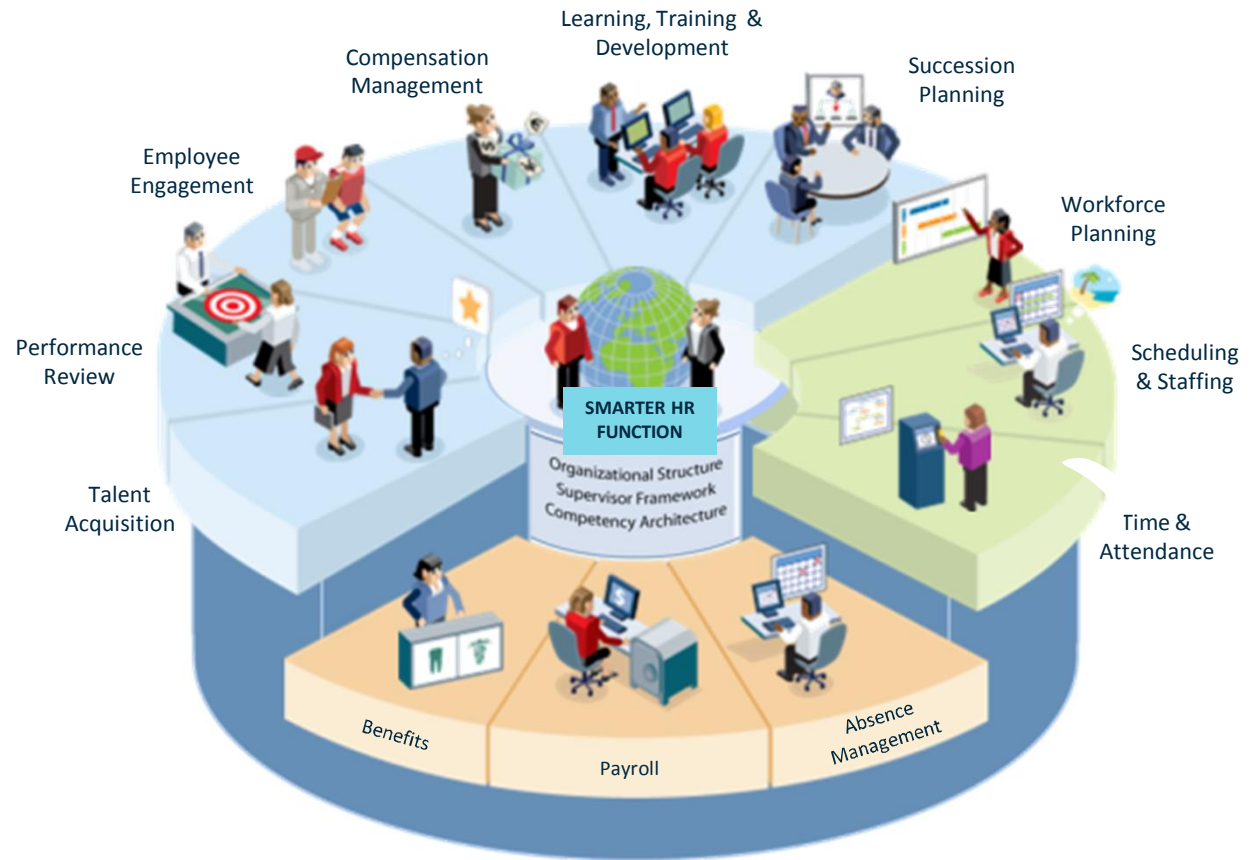 Learning, Training &
Development
Compensation
Management
Succession
Planning
Employee
Engagement
Workforce
Planning
Performance
Review
Scheduling
& Staffing
SMARTER HR
FUNCTION
Organizational Structure
Supervisor Framework
Competency Architecture
Talent
Acquisition
Time &
Attendance
Benefits
Payroll
Absence
Management